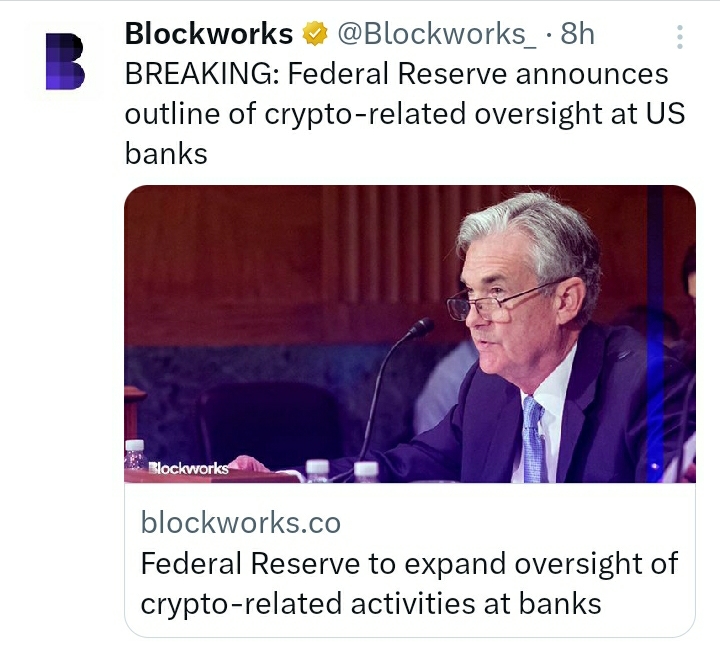 Blockworks @Blockworks_ · 8h
BREAKING: Federal Reserve announces
outline of crypto-related oversight at US
banks
Blockworks
blockworks.co
Federal Reserve to expand oversight of
crypto-related activities at banks